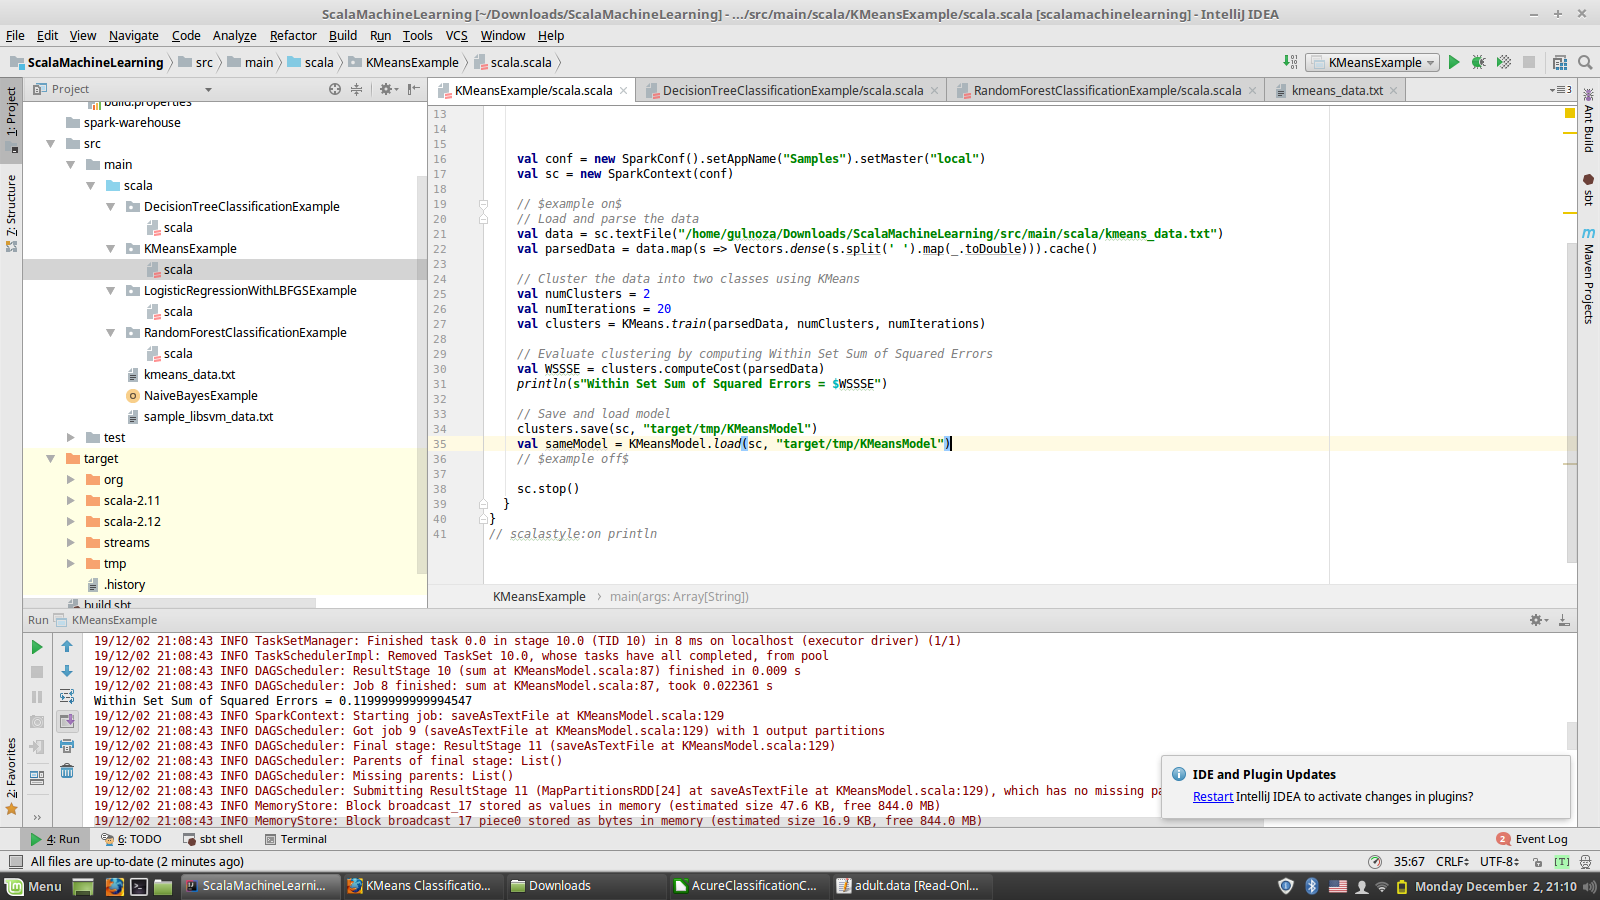 ScalaMachineLearning [~/Downloads/ScalaMachineLearning] - .../src/main/scala/KMeansExample/scala.scala [scalamachinelearning] - IntelliJ IDEA
File Edit View Navigate Code Analyze Refactor Build Run Tools VCS Window Help
ScalaMachineLearning src main scala KMeansExample scala.scala
KMeansExample
Project
KMeansExample/scala.scala DecisionTreeClassificationExample/scala.scala RandomForestClassificationExample/scala.scala kmeans_data.txt
3
1: Project
7: Structure
2: Favorites
build.properties
spark-warehouse
src
main
scala
DecisionTreeClassificationExample
scala
KMeansExample
scala
LogisticRegressionWithLBFGSExample
scala
RandomForestClassificationExample
scala
kmeans_data.txt
NaiveBayesExample
sample_libsvm_data.txt
test
target
org
scala-2.11
scala-2.12
streams
tmp
.history
build.sbt
13
14
15
16 val conf = new SparkConf().setAppName("Samples").setMaster("local")
17 val sc = new SparkContext(conf)
18
19 // $example on$
20 // Load and parse the data
21 val data = sc.textFile("/home/gulnoza/Downloads/ScalaMachineLearning/src/main/scala/kmeans_data.txt")
22 val parsedData = data.map(s => Vectors.dense(s.split(' ').map(_.toDouble))).cache()
23
24 // Cluster the data into two classes using KMeans
25 val numClusters = 2
26 val numIterations = 20
27 val clusters = KMeans.train(parsedData, numClusters, numIterations)
28
29 // Evaluate clustering by computing Within Set Sum of Squared Errors
30 val WSSSE = clusters.computeCost(parsedData)
31 println(s"Within Set Sum of Squared Errors = $WSSSE")
32
33 // Save and load model
34 clusters.save(sc, "target/tmp/KMeansModel")
35 val sameModel = KMeansModel.load(sc, "target/tmp/KMeansModel")
36 // $example off$
37
38 sc.stop()
39 }
40 }
41 // scalastyle:on println
KMeansExample main(args: Array[String])
Ant Build
sbt
Maven Projects
Run KMeansExample
19/12/02 21:08:43 INFO TaskSetManager: Finished task 0.0 in stage 10.0 (TID 10) in 8 ms on localhost (executor driver) (1/1)
19/12/02 21:08:43 INFO TaskSchedulerImpl: Removed TaskSet 10.0, whose tasks have all completed, from pool
19/12/02 21:08:43 INFO DAGScheduler: ResultStage 10 (sum at KMeansModel.scala:87) finished in 0.009 s
19/12/02 21:08:43 INFO DAGScheduler: Job 8 finished: sum at KMeansModel.scala:87, took 0.022361 s
Within Set Sum of Squared Errors = 0.11999999999994547
19/12/02 21:08:43 INFO SparkContext: Starting job: saveAsTextFile at KMeansModel.scala:129
19/12/02 21:08:43 INFO DAGScheduler: Got job 9 (saveAsTextFile at KMeansModel.scala:129) with 1 output partitions
19/12/02 21:08:43 INFO DAGScheduler: Final stage: ResultStage 11 (saveAsTextFile at KMeansModel.scala:129)
19/12/02 21:08:43 INFO DAGScheduler: Parents of final stage: List()
19/12/02 21:08:43 INFO DAGScheduler: Missing parents: List()
19/12/02 21:08:43 INFO DAGScheduler: Submitting ResultStage 11 (MapPartitionsRDD[24] at saveAsTextFile at KMeansModel.scala:129), which has no missing pa
19/12/02 21:08:43 INFO MemoryStore: Block broadcast_17 stored as values in memory (estimated size 47.6 KB, free 844.0 MB)
19/12/02 21:08:43 INFO MemoryStore: Block broadcast_17_piece0 stored as bytes in memory (estimated size 16.9 KB, free 844.0 MB)
IDE and Plugin Updates
Restart IntelliJ IDEA to activate changes in plugins?
4: Run 6: TODO sbt shell Terminal 2 Event Log
All files are up-to-date (2 minutes ago) 35:67 CRLF UTF-8 [T]
Menu ScalaMachineLearni... KMeans Classificatio... Downloads AcureClassificationC... adult.data [Read-Onl... Monday December 2, 21:10